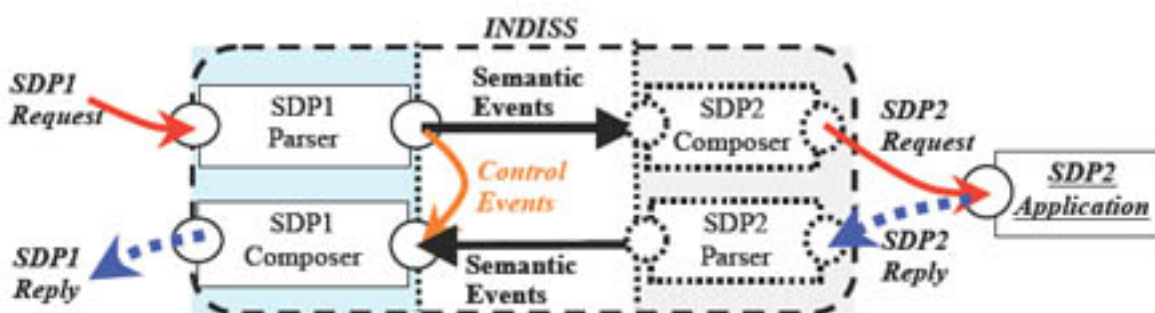 INDISS
SDP1
Request
SDP1
Parser
Semantic
Events
SDP2
Composer
SDP2
Request
Control
Events
SDP2
Application
SDP1
Reply
SDP1
Composer
Semantic
Events
SDP2
Parser
SDP2
Reply